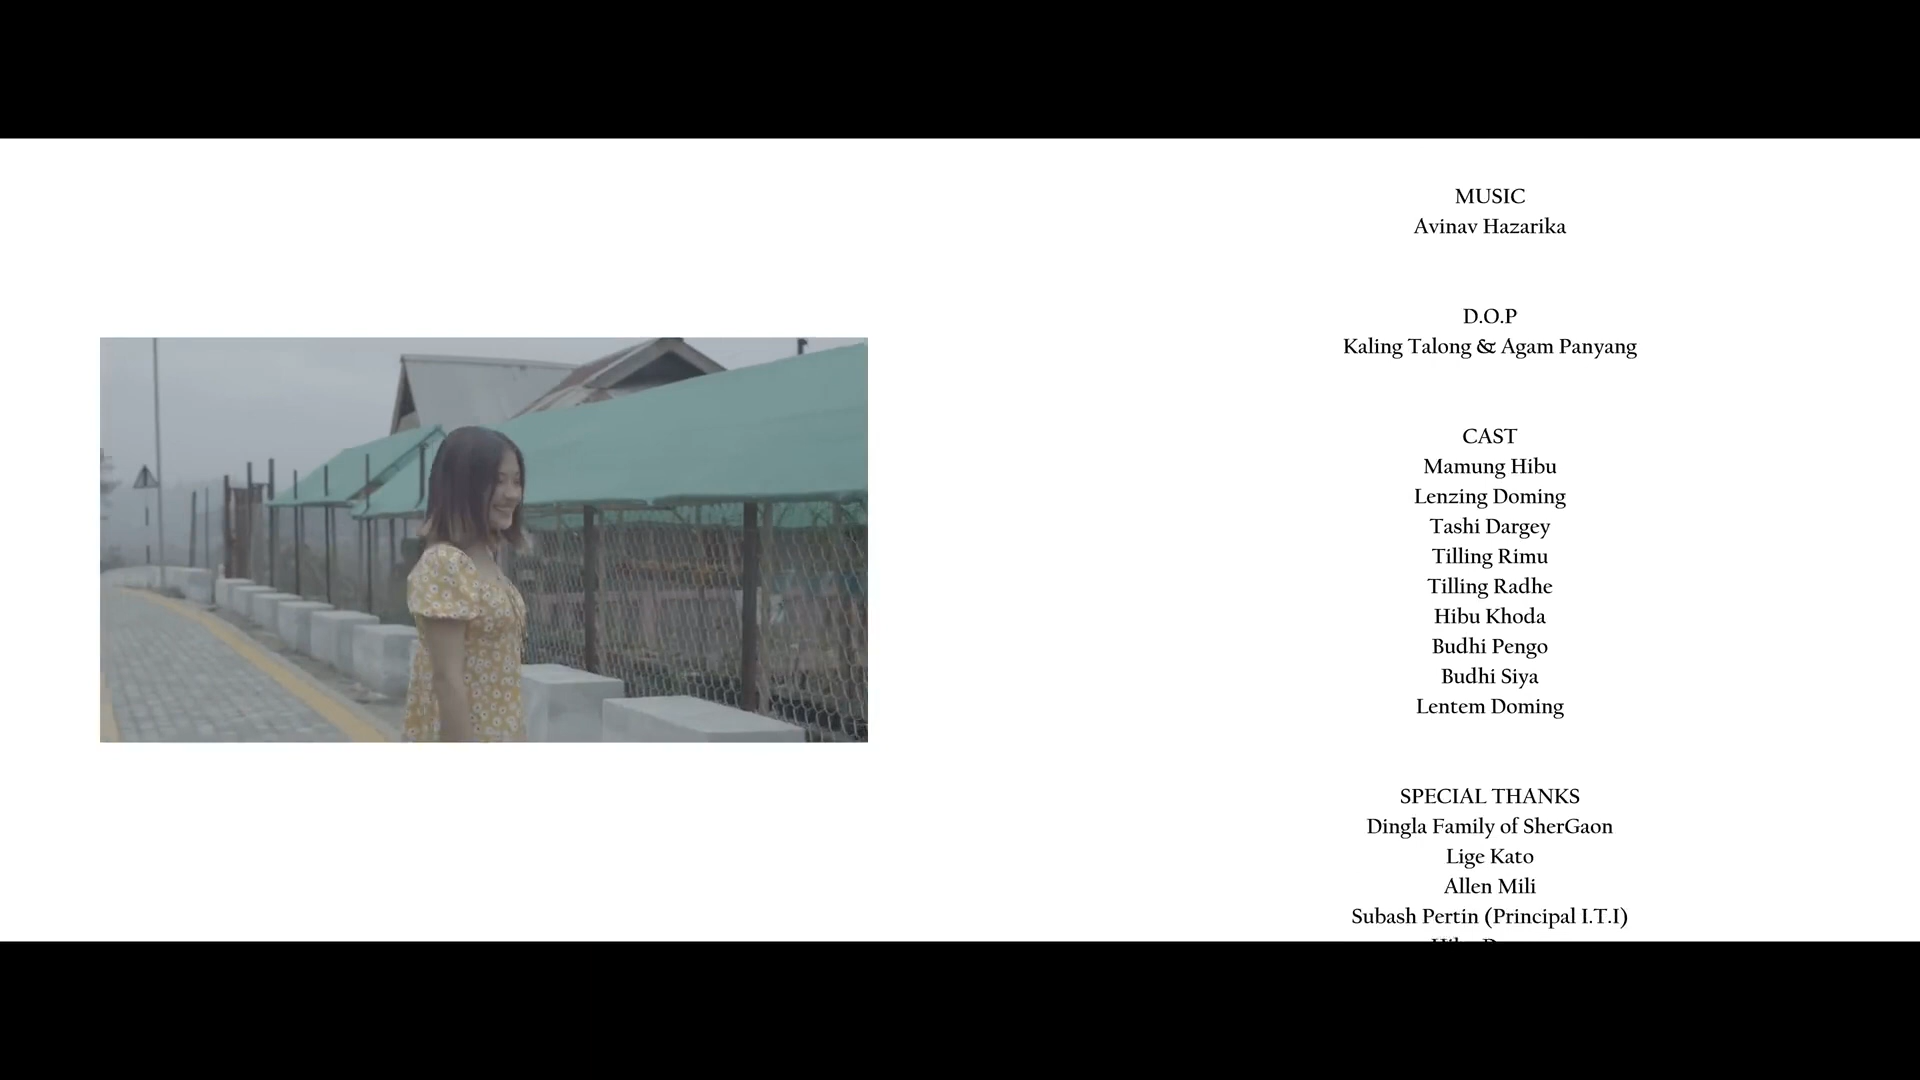 MUSIC
Avinav Hazarika
D.O.P
Kaling Talong & Agam Panyang
CAST
Mamung Hibu
Lenzing Doming
Tashi Dargey
Tilling Rimu
Tilling Radhe
Hibu Khoda
Budhi Pengo
Budhi Siya
Lentem Doming
SPECIAL THANKS
Dingla Family of SherGaon
Lige Kato
Allen Mili
Subash Pertin (Principal I.T.I)